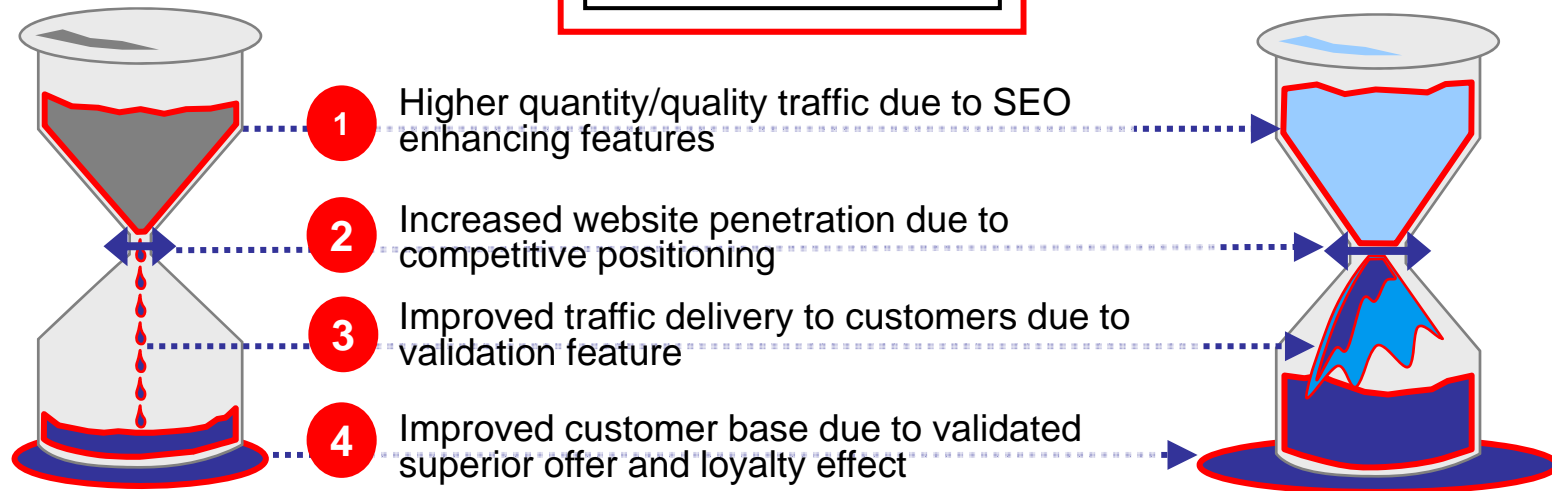 1
Higher quantity/quality traffic due to SEO
enhancing features
2
Increased website penetration due to
competitive positioning
3
Improved traffic delivery to customers due to
validation feature
4
Improved customer base due to validated
superior offer and loyalty effect